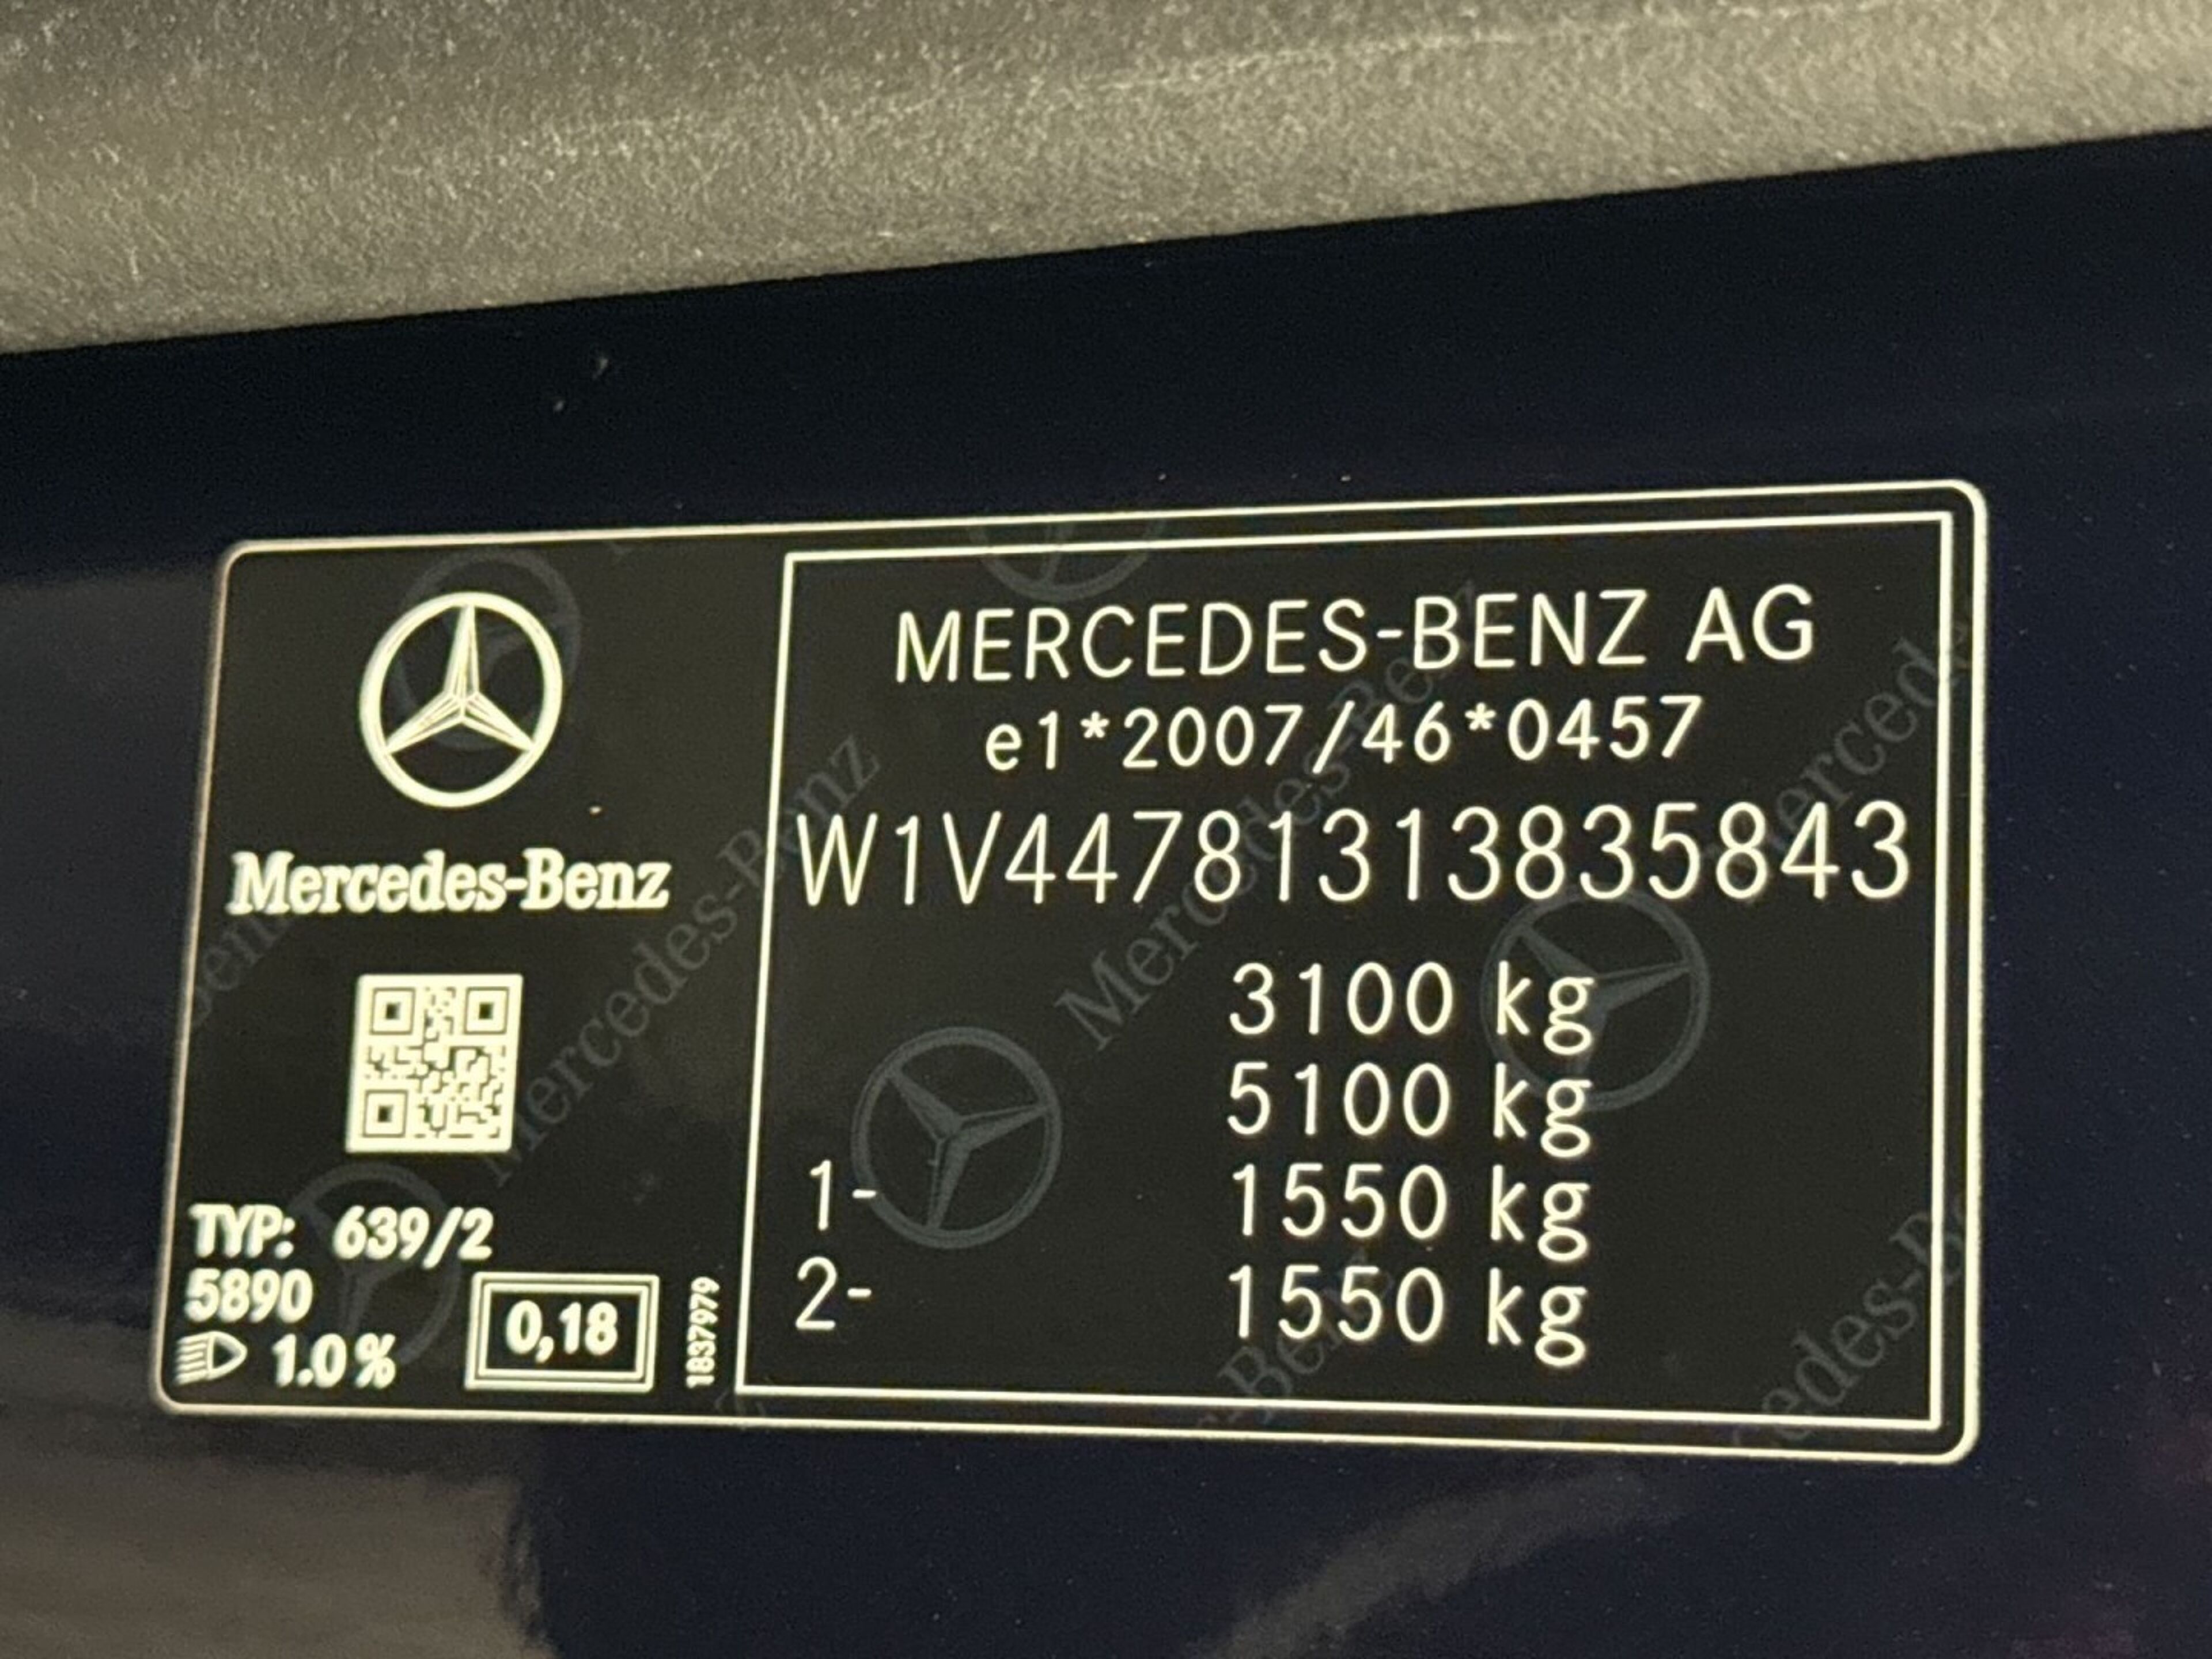 Mercedes-Benz
TYP: 639/2
5890
1.0%
0,18
1837979
MERCEDES-BENZ AG
e1*2007/46*0457
W1V44781313835843
3100 kg
5100 kg
1- 1550 kg
2- 1550 kg